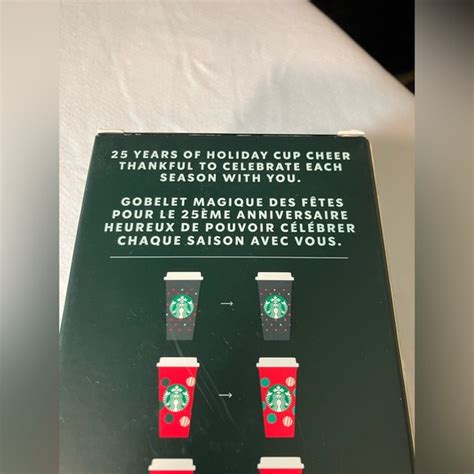 25 YEARS OF HOLIDAY CUP CHEER
THANKFUL TO CELEBRATE EACH
SEASON WITH YOU.
GOBELET MAGIQUE DES FÊTES
POUR LE 25ÈME ANNIVERSAIRE
HEUREUX DE POUVOIR CÉLÉBRER
CHAQUE SAISON AVEC VOUS.